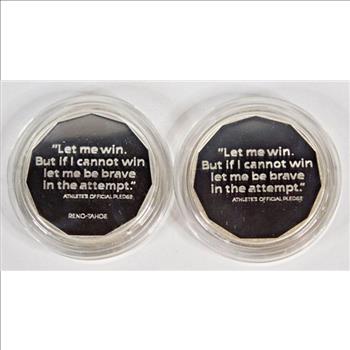 "Let me win.
But if I cannot win
let me be brave
in the attempt."
ATHLETE'S OFFICIAL PLEDGE
RENO-TAHOE
"Let me win.
But if I cannot win
let me be brave
in the attempt."
ATHLETE'S OFFICIAL PLEDGE